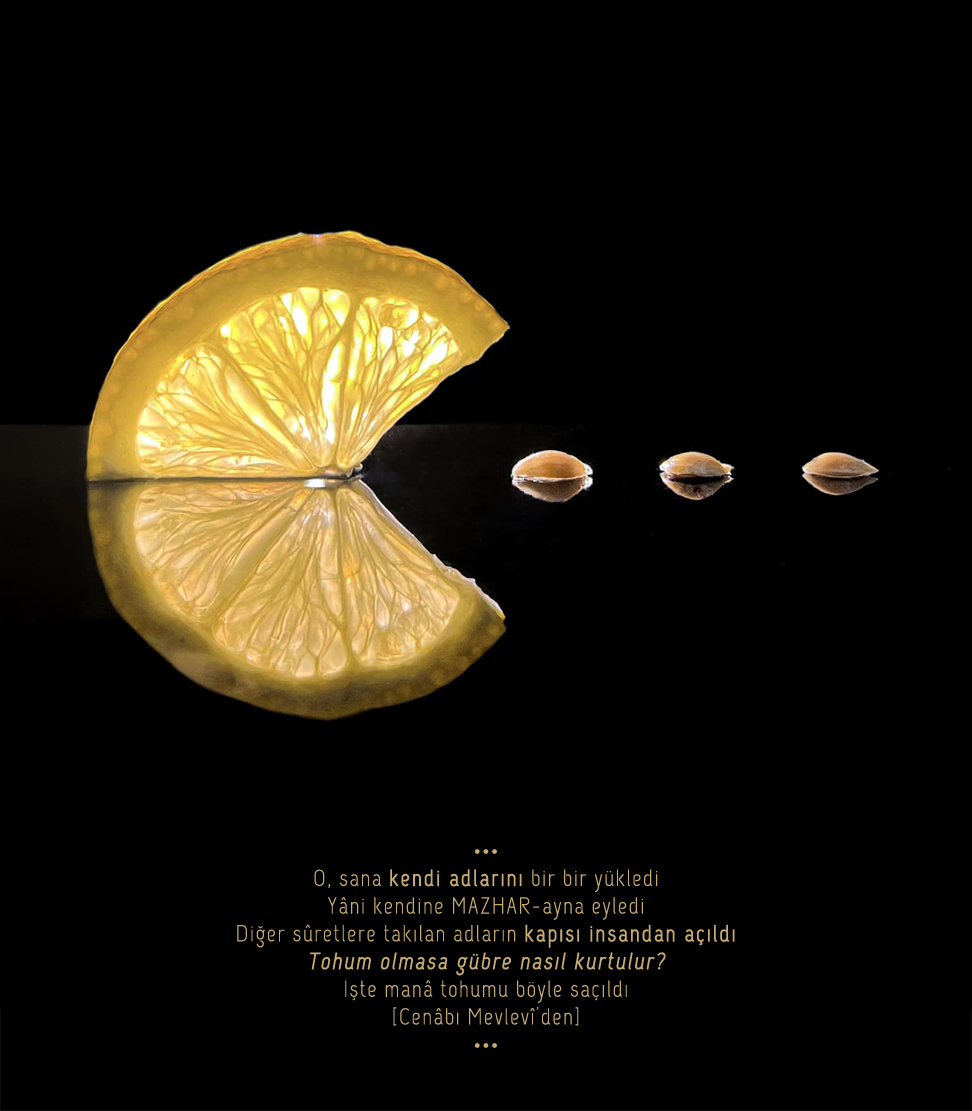 •••
O, sana kendi adlarını bir bir yükledi
Yâni kendine MAZHAR-ayna eyledi
Diğer sûretlere takılan adların kapısı insandan açıldı
Tohum olmasa gübre nasıl kurtulur?
Işte manâ tohumu böyle saçıldı
[Cenâbı Mevlevî'den]
•••